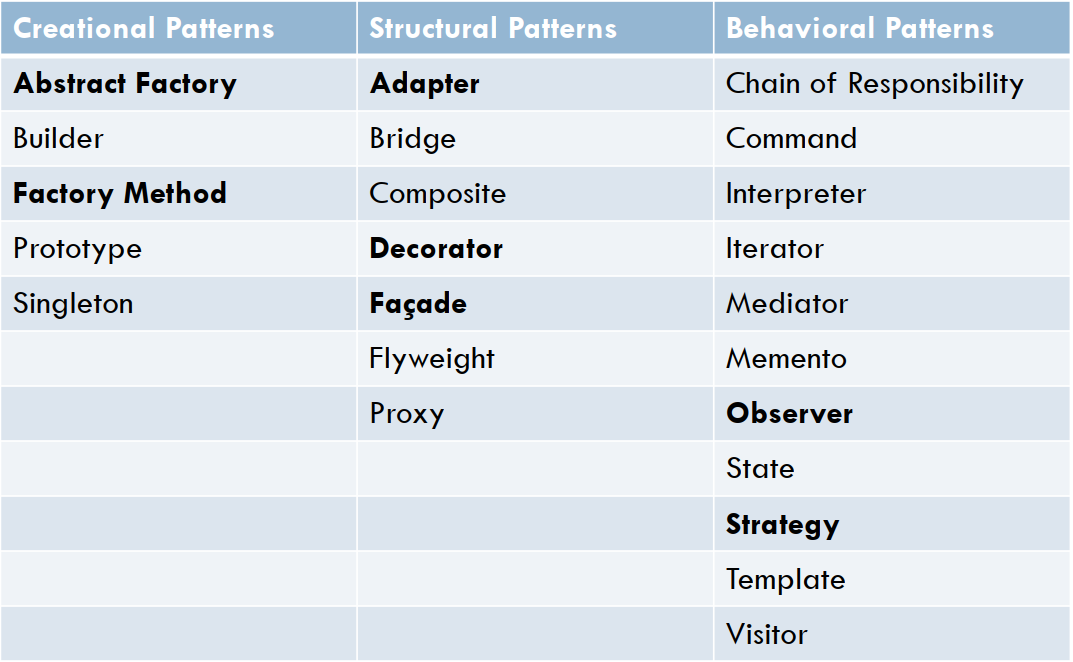 Creational Patterns Structural Patterns Behavioral Patterns
Abstract Factory Adapter Chain of Responsibility
Builder Bridge Command
Factory Method Composite Interpreter
Prototype Decorator Iterator
Singleton Façade Mediator
Flyweight Memento
Proxy Observer
State
Strategy
Template
Visitor